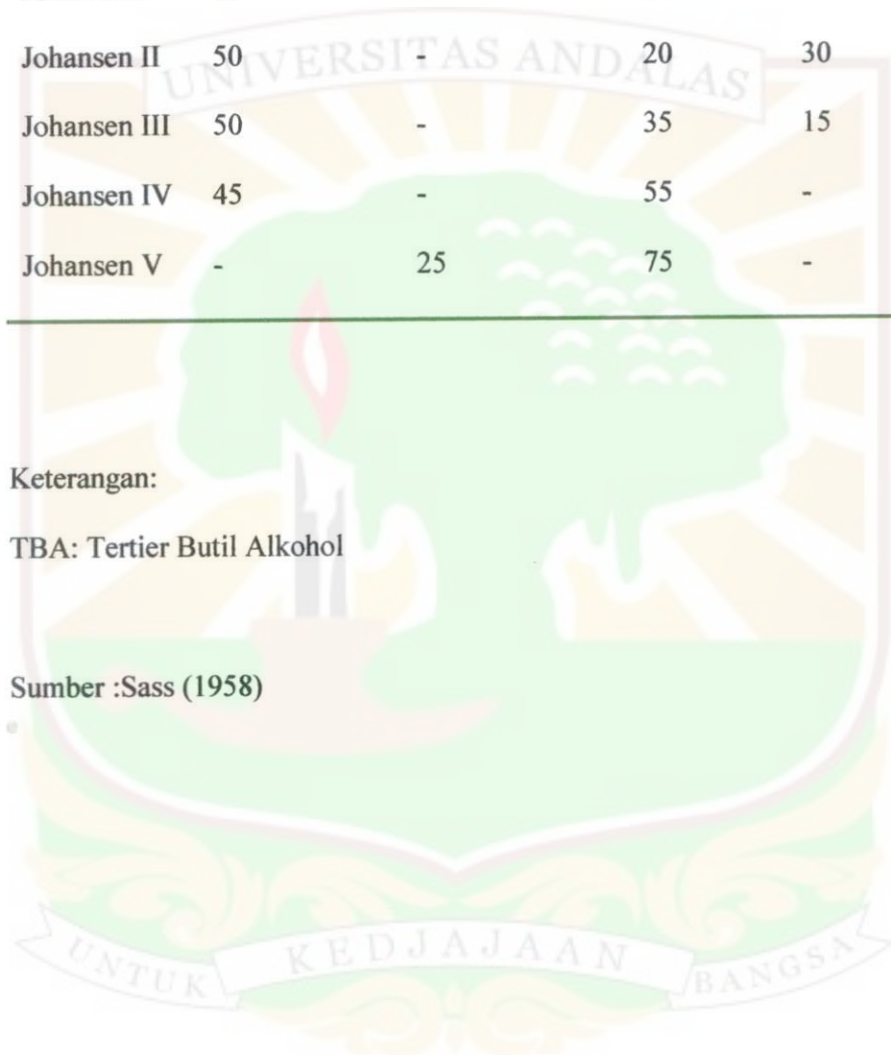 UNIVERSITAS ANDALAS
Johansen II 50 - 20 30
Johansen III 50 - 35 15
Johansen IV 45 - 55 -
Johansen V - 25 75 -
Keterangan:
TBA: Tertier Butil Alkohol
Sumber :Sass (1958)
UNTUK KEDJAJAAN BANGSA